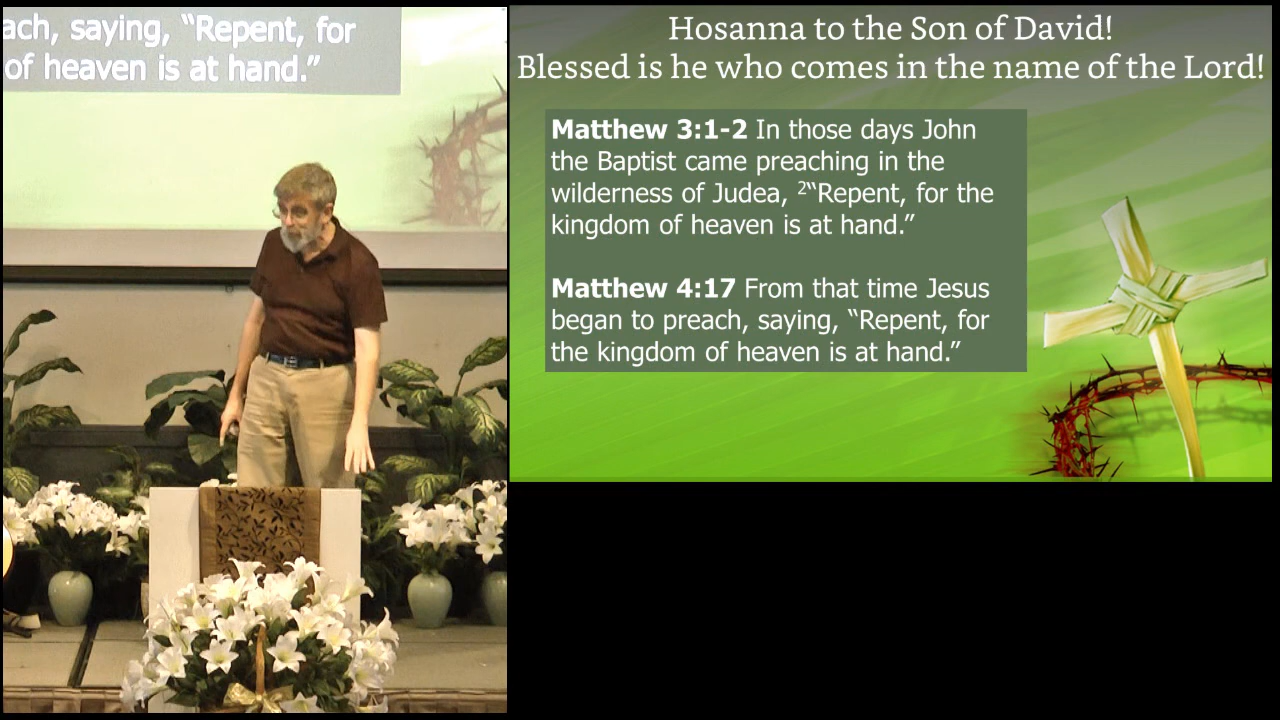 ach, saying, “Repent, for
of heaven is at hand.”
Hosanna to the Son of David!
Blessed is he who comes in the name of the Lord!
Matthew 3:1-2 In those days John
the Baptist came preaching in the
wilderness of Judea, ²“Repent, for the
kingdom of heaven is at hand.”
Matthew 4:17 From that time Jesus
began to preach, saying, “Repent, for
the kingdom of heaven is at hand.”